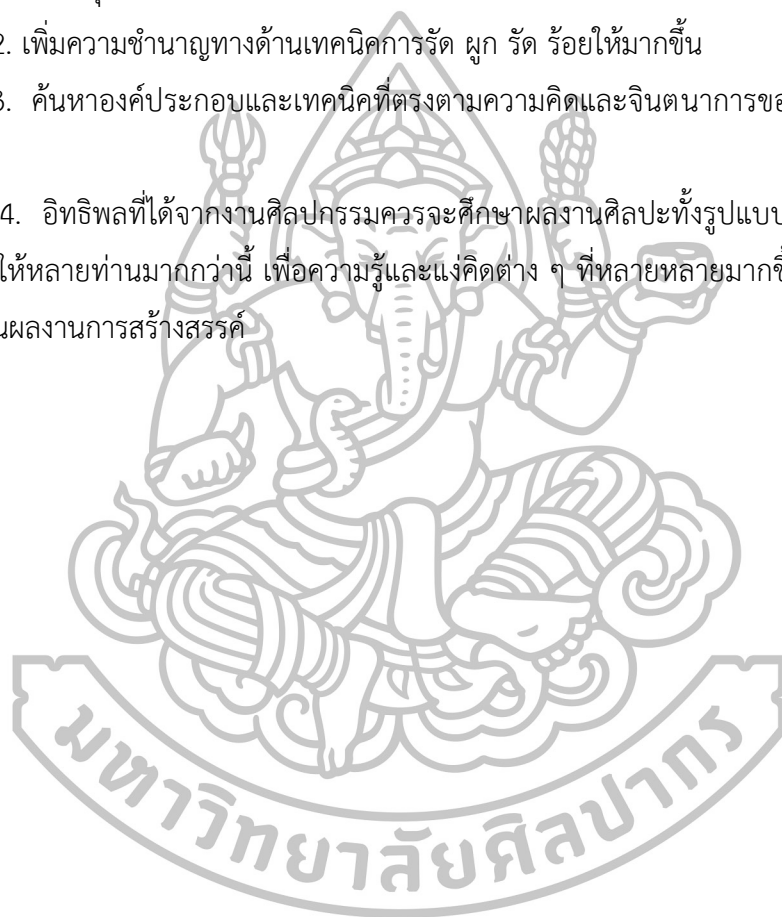 2. เพิ่มความชำนาญทางด้านเทคนิคการรัด ผูก รัด ร้อยให้มากขึ้น
3. ค้นหาองค์ประกอบและเทคนิคที่ตรงตามความคิดและจินตนาการขอ
4. อิทธิพลที่ได้จากงานศิลปกรรมควรจะศึกษาผลงานศิลปะทั้งรูปแบบ
ให้หลายท่านมากกว่านี้ เพื่อความรู้และแง่คิดต่าง ๆ ที่หลายหลายมากขึ้
นผลงานการสร้างสรรค์
มหาวิทยาลัยศิลปากร